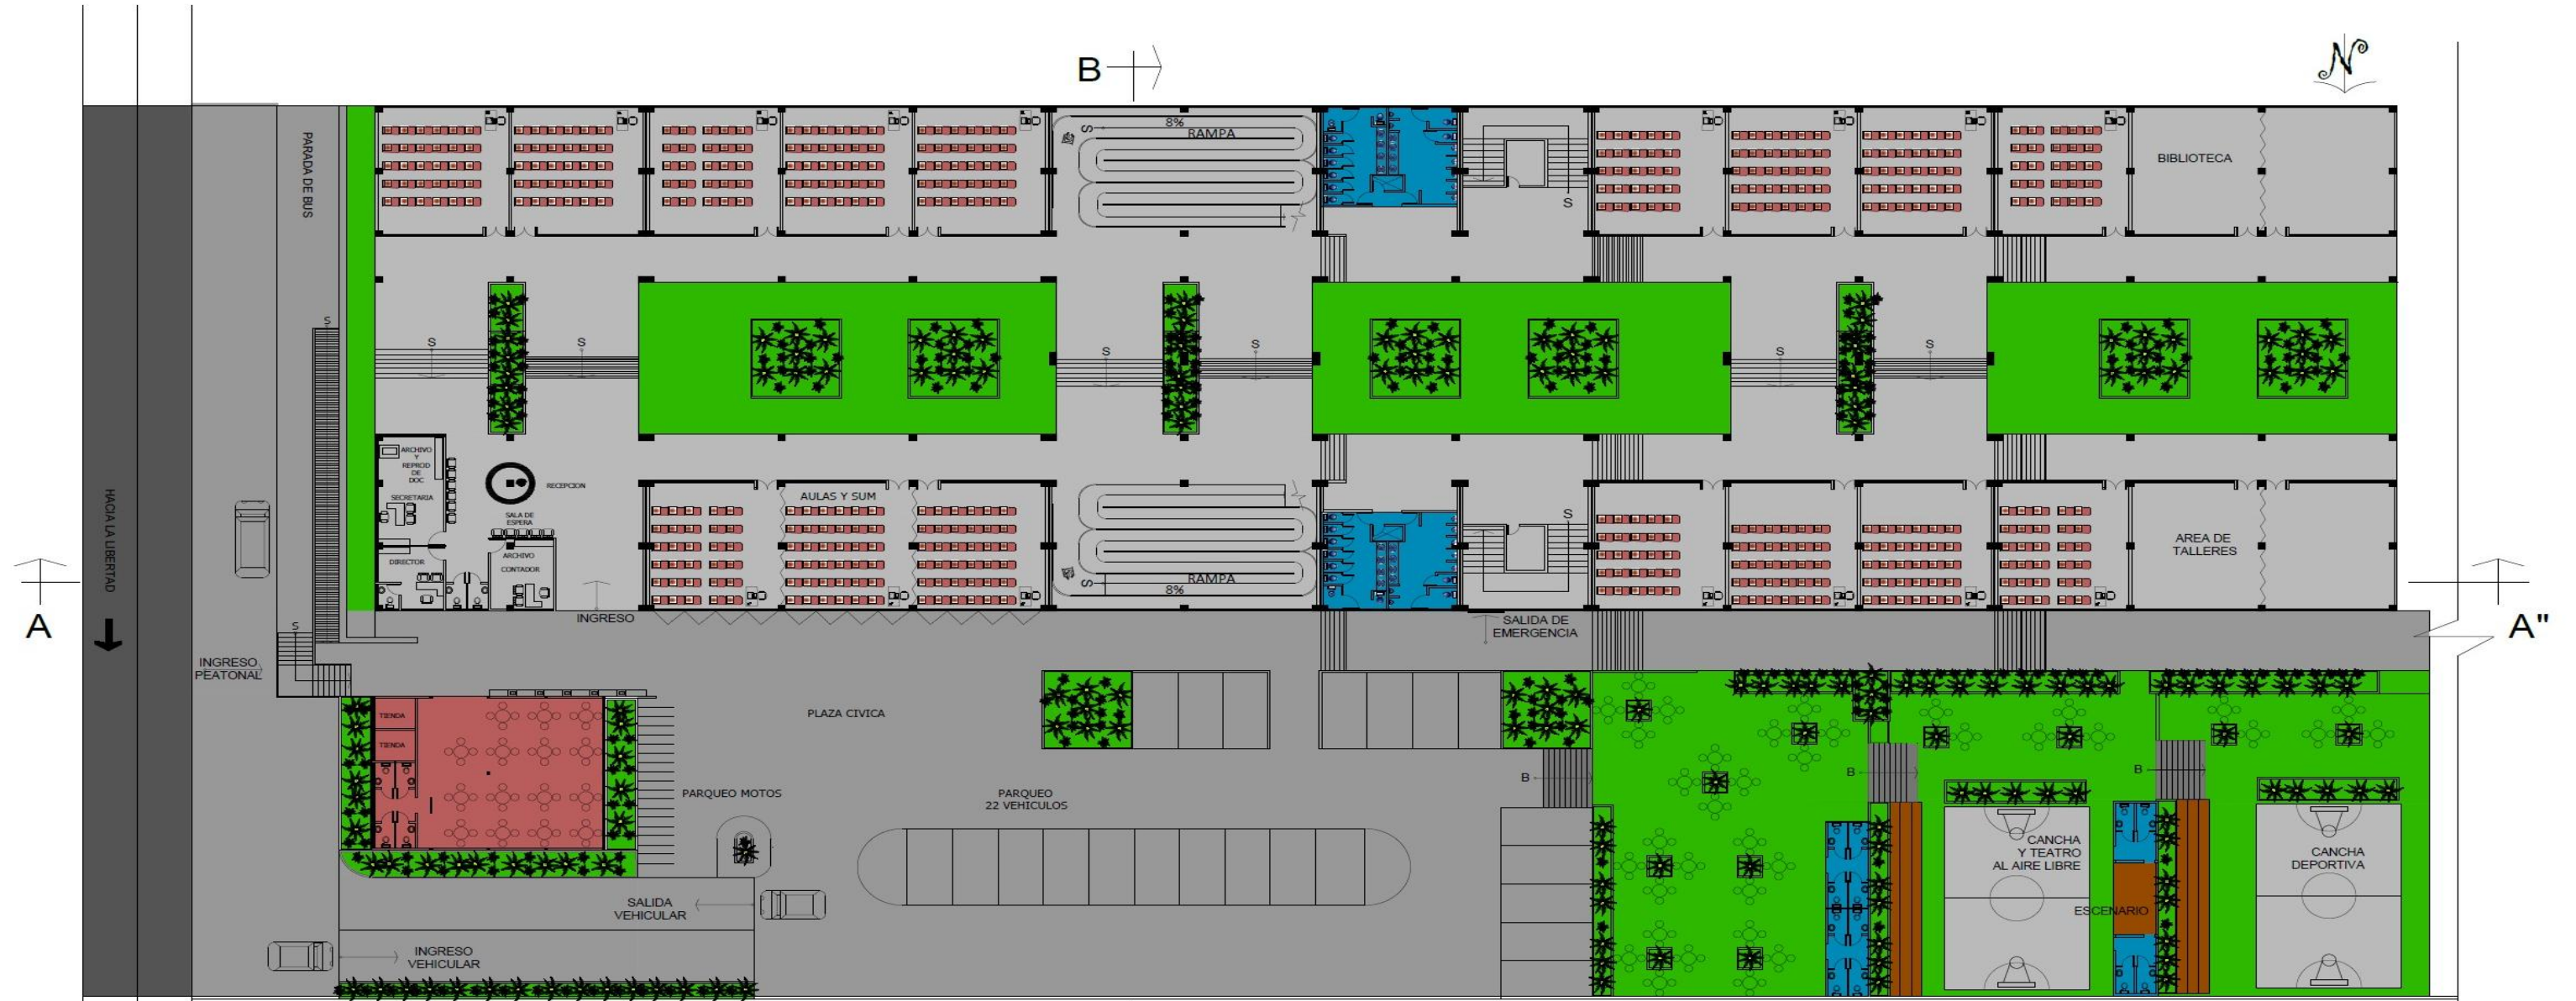 B
N
PARADA DE BUS
8%
RAMPA
S
S
BIBLIOTECA
S
S
S
S
S
S
S
S
ARCHIVO
Y
REPROD
DE
DOC
SECRETARIA
RECEPCION
SALA DE
ESPERA
ARCHIVO
CONTADOR
DIRECTOR
AULAS Y SUM
S
RAMPA
8%
S
AREA DE
TALLERES
HACIA LA LIBERTAD
A
A"
INGRESO
SALIDA DE
EMERGENCIA
S
INGRESO
PEATONAL
TIENDA
TIENDA
PLAZA CIVICA
PARQUEO MOTOS
PARQUEO
22 VEHICULOS
B
B
B
CANCHA
Y TEATRO
AL AIRE LIBRE
CANCHA
DEPORTIVA
ESCENARIO
SALIDA
VEHICULAR
INGRESO
VEHICULAR